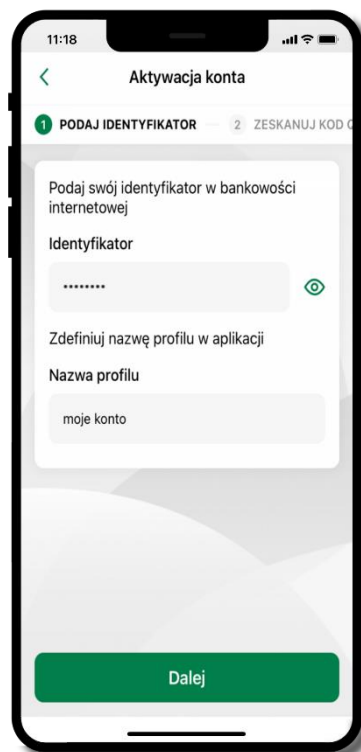 11:18
Aktywacja konta
1 PODAJ IDENTYFIKATOR 2 ZESKANUJ KOD
Podaj swój identyfikator w bankowości
internetowej
Identyfikator
••••••••
Zdefiniuj nazwę profilu w aplikacji
Nazwa profilu
moje konto
Dalej